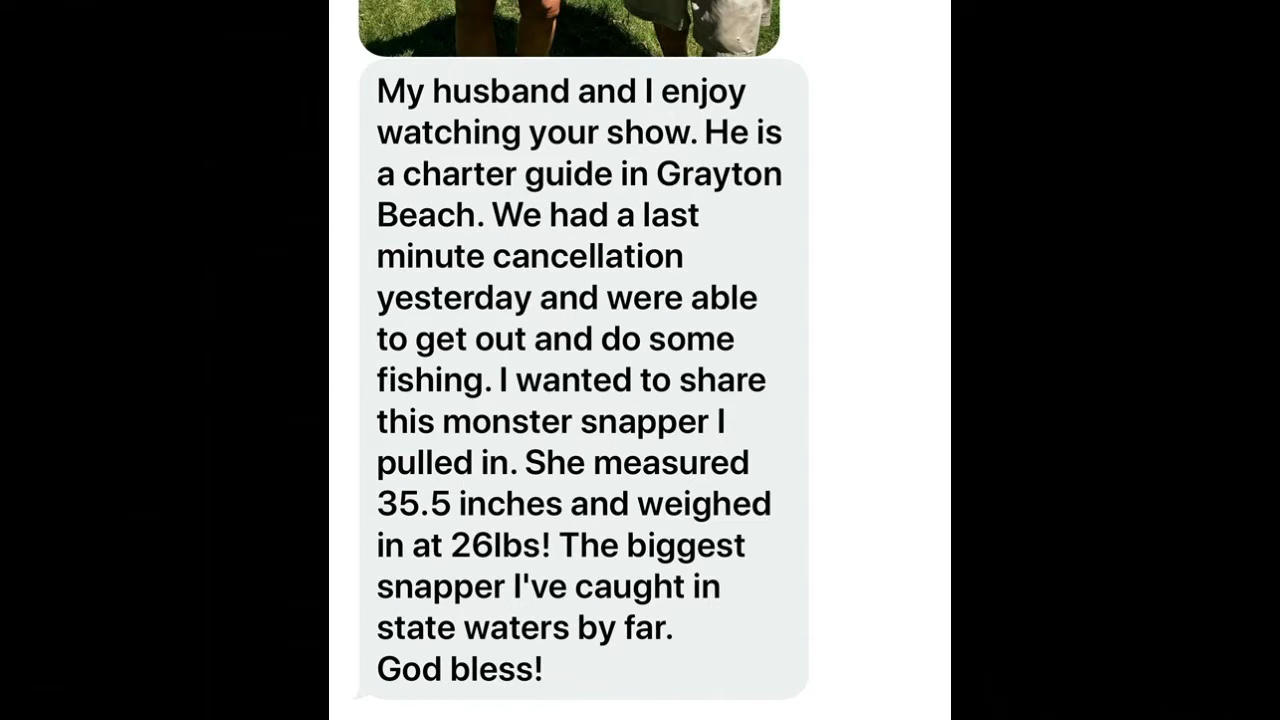 My husband and I enjoy
watching your show. He is
a charter guide in Grayton
Beach. We had a last
minute cancellation
yesterday and were able
to get out and do some
fishing. I wanted to share
this monster snapper I
pulled in. She measured
35.5 inches and weighed
in at 26lbs! The biggest
snapper I've caught in
state waters by far.
God bless!